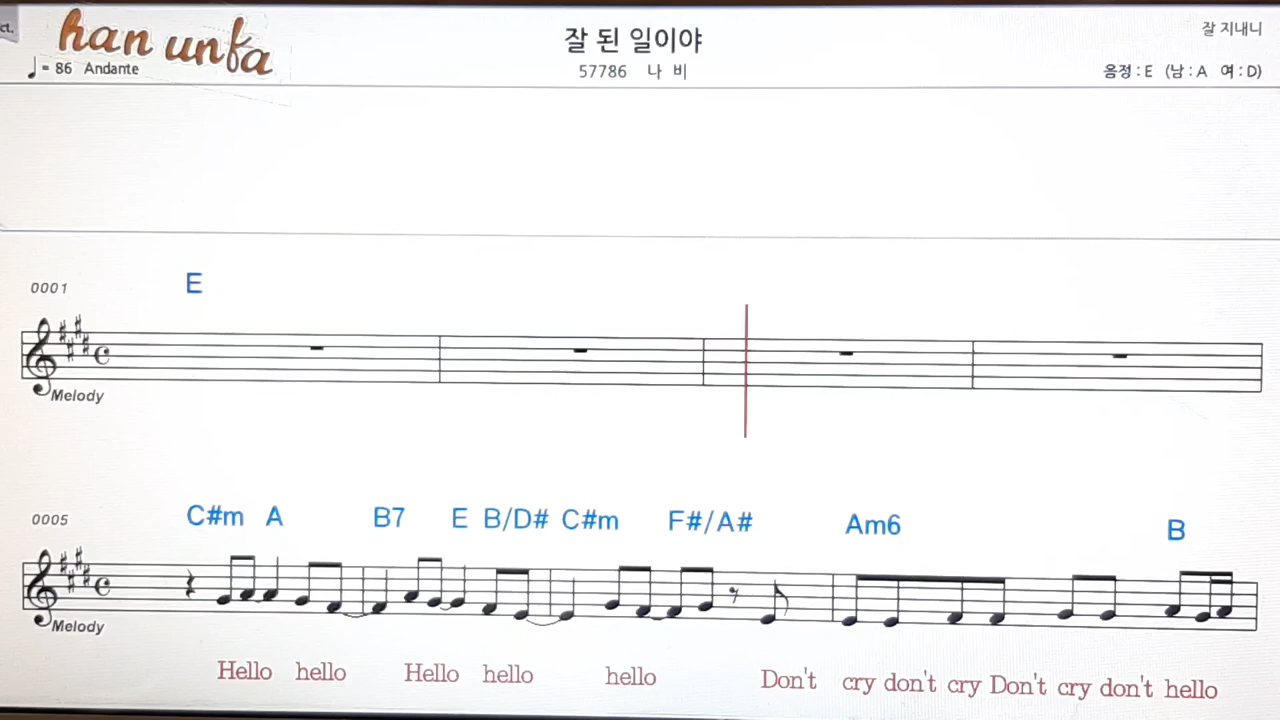 ct.
han unfa
잘 된 일이야
잘 지내니
♩= 86 Andante
57786 나 비
음정 : E (남 : A 여 : D)
0001
E
Melody
0005
C#m A B7 E B/D# C#m F#/A# Am6 B
Melody
Hello hello Hello hello hello Don't cry don't cry Don't cry don't hello